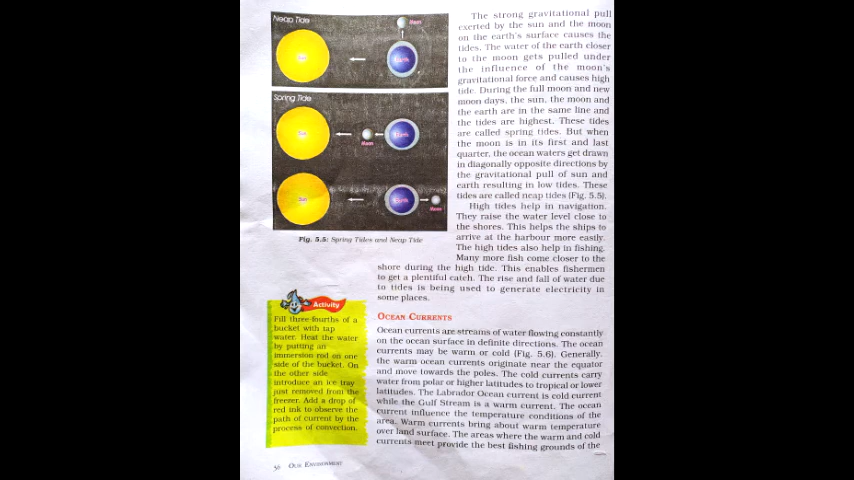 Neap Tide
Moon
Sun
Earth
Spring Tide
Sun
Moon
Earth
Sun
Earth
Moon
Fig. 5.5: Spring Tides and Neap Tide
The strong gravitational pull
exerted by the sun and the moon
on the earth's surface causes the
tides. The water of the earth closer
to the moon gets pulled under
the influence of the moon's
gravitational force and causes high
tide. During the full moon and new
moon days, the sun, the moon and
the earth are in the same line and
the tides are highest. These tides
are called spring tides. But when
the moon is in its first and last
quarter, the ocean waters get drawn
in diagonally opposite directions by
the gravitational pull of sun and
earth resulting in low tides. These
tides are called neap tides (Fig. 5.5).
High tides help in navigation.
They raise the water level close to
the shores. This helps the ships to
arrive at the harbour more easily.
The high tides also help in fishing.
Many more fish come closer to the
shore during the high tide. This enables fishermen
to get a plentiful catch. The rise and fall of water due
to tides is being used to generate electricity in
some places.
OCEAN CURRENTS
Ocean currents are streams of water flowing constantly
on the ocean surface in definite directions. The ocean
currents may be warm or cold (Fig. 5.6). Generally,
the warm ocean currents originate near the equator
and move towards the poles. The cold currents carry
water from polar or higher latitudes to tropical or lower
latitudes. The Labrador Ocean current is cold current
while the Gulf Stream is a warm current. The ocean
current influence the temperature conditions of the
area. Warm currents bring about warm temperature
over land surface. The areas where the warm and cold
currents meet provide the best fishing grounds of the
Activity
Fill three-fourths of a
bucket with tap
water. Heat the water
by putting an
immersion rod on one
side of the bucket. On
the other side
introduce an ice tray
just removed from the
freezer. Add a drop of
red ink to observe the
path of current by the
process of convection.
56 OUR ENVIRONMENT